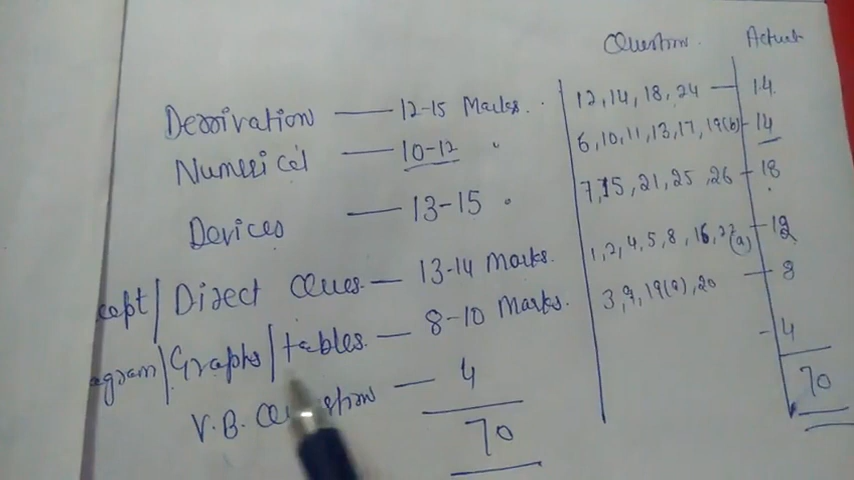 Question. Actual
Derivation — 12-15 Marks. 12, 14, 18, 24 — 14
Numerical — 10-12 " 6, 10, 11, 13, 17, 19(b) - 14
Devices — 13-15 " 7, 15, 21, 25, 26 - 18
cept/Direct Ques. — 13-14 Marks. 1, 2, 4, 5, 8, 16, (a) - 12
agram/Graphs/tables. — 8-10 Marks. 3, 9, 19(a), 20 — 8
V.B. — 4 - 4
70 70